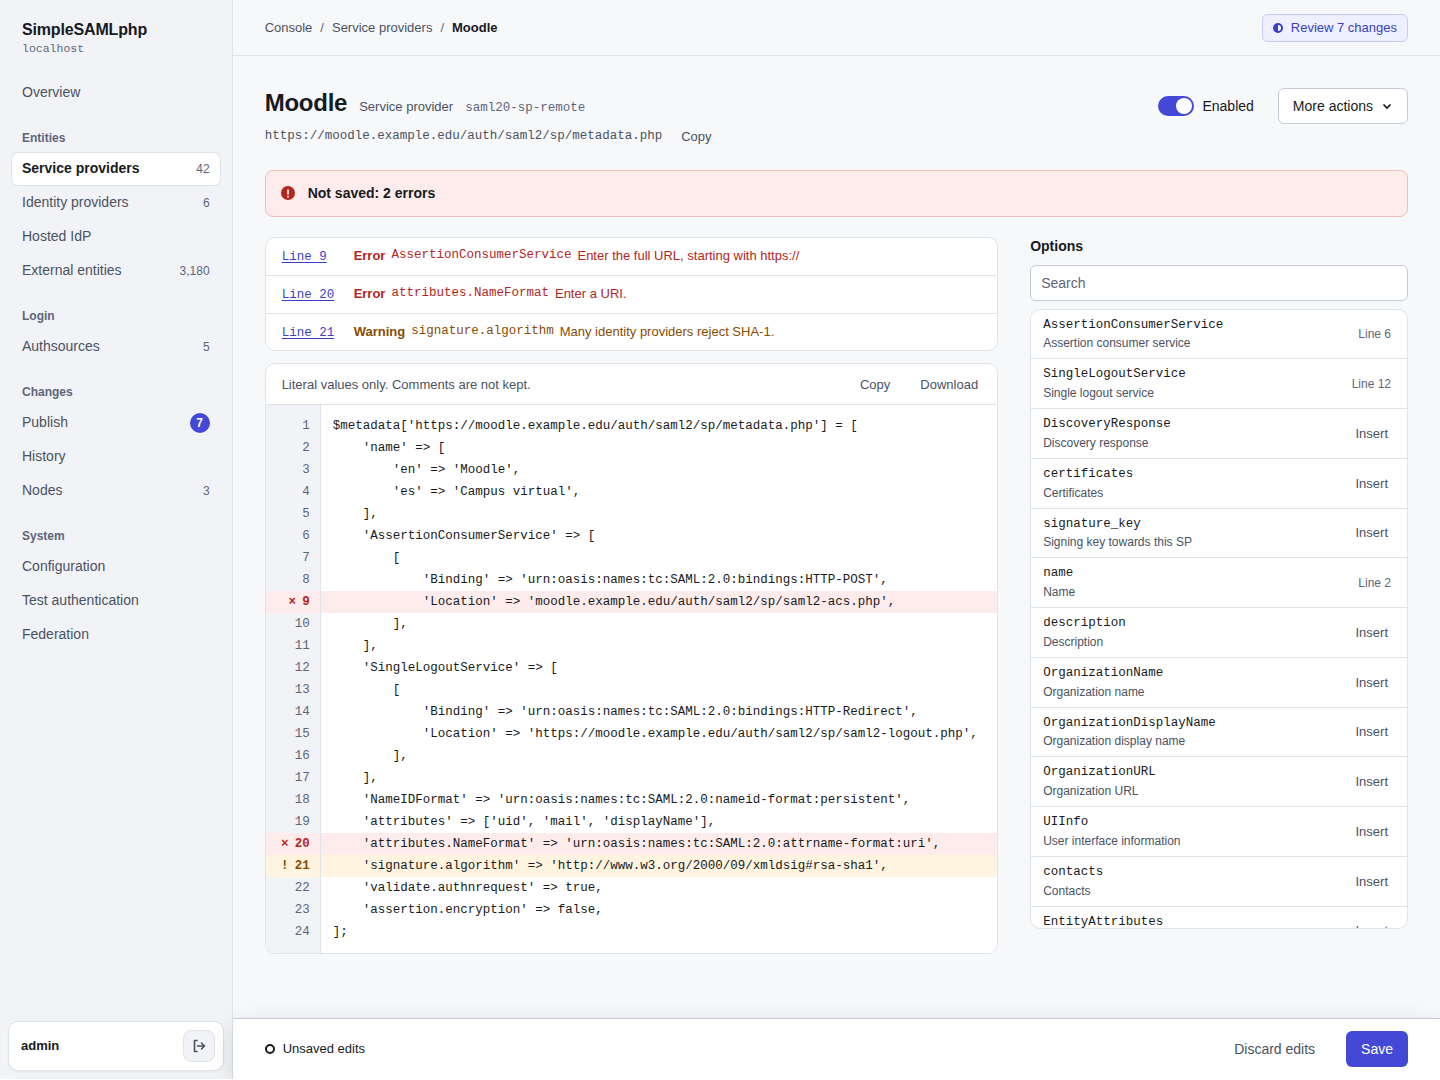 SimpleSAMLphp
localhost
Overview
Entities
Service providers 42
Identity providers 6
Hosted IdP
External entities 3,180
Login
Authsources 5
Changes
Publish 7
History
Nodes 3
System
Configuration
Test authentication
Federation
admin
Console / Service providers / Moodle
Review 7 changes
Moodle Service provider saml20-sp-remote
Enabled
More actions
https://moodle.example.edu/auth/saml2/sp/metadata.php Copy
Not saved: 2 errors
Line 9 Error AssertionConsumerService Enter the full URL, starting with https://
Line 20 Error attributes.NameFormat Enter a URI.
Line 21 Warning signature.algorithm Many identity providers reject SHA-1.
Literal values only. Comments are not kept. Copy Download
1 $metadata['https://moodle.example.edu/auth/saml2/sp/metadata.php'] = [
2 'name' => [
3 'en' => 'Moodle',
4 'es' => 'Campus virtual',
5 ],
6 'AssertionConsumerService' => [
7 [
8 'Binding' => 'urn:oasis:names:tc:SAML:2.0:bindings:HTTP-POST',
× 9 'Location' => 'moodle.example.edu/auth/saml2/sp/saml2-acs.php',
10 ],
11 ],
12 'SingleLogoutService' => [
13 [
14 'Binding' => 'urn:oasis:names:tc:SAML:2.0:bindings:HTTP-Redirect',
15 'Location' => 'https://moodle.example.edu/auth/saml2/sp/saml2-logout.php',
16 ],
17 ],
18 'NameIDFormat' => 'urn:oasis:names:tc:SAML:2.0:nameid-format:persistent',
19 'attributes' => ['uid', 'mail', 'displayName'],
× 20 'attributes.NameFormat' => 'urn:oasis:names:tc:SAML:2.0:attrname-format:uri',
! 21 'signature.algorithm' => 'http://www.w3.org/2000/09/xmldsig#rsa-sha1',
22 'validate.authnrequest' => true,
23 'assertion.encryption' => false,
24 ];
Options
Search
AssertionConsumerService
Assertion consumer service
Line 6
SingleLogoutService
Single logout service
Line 12
DiscoveryResponse
Discovery response
Insert
certificates
Certificates
Insert
signature_key
Signing key towards this SP
Insert
name
Name
Line 2
description
Description
Insert
OrganizationName
Organization name
Insert
OrganizationDisplayName
Organization display name
Insert
OrganizationURL
Organization URL
Insert
UIInfo
User interface information
Insert
contacts
Contacts
Insert
EntityAttributes
Unsaved edits
Discard edits
Save